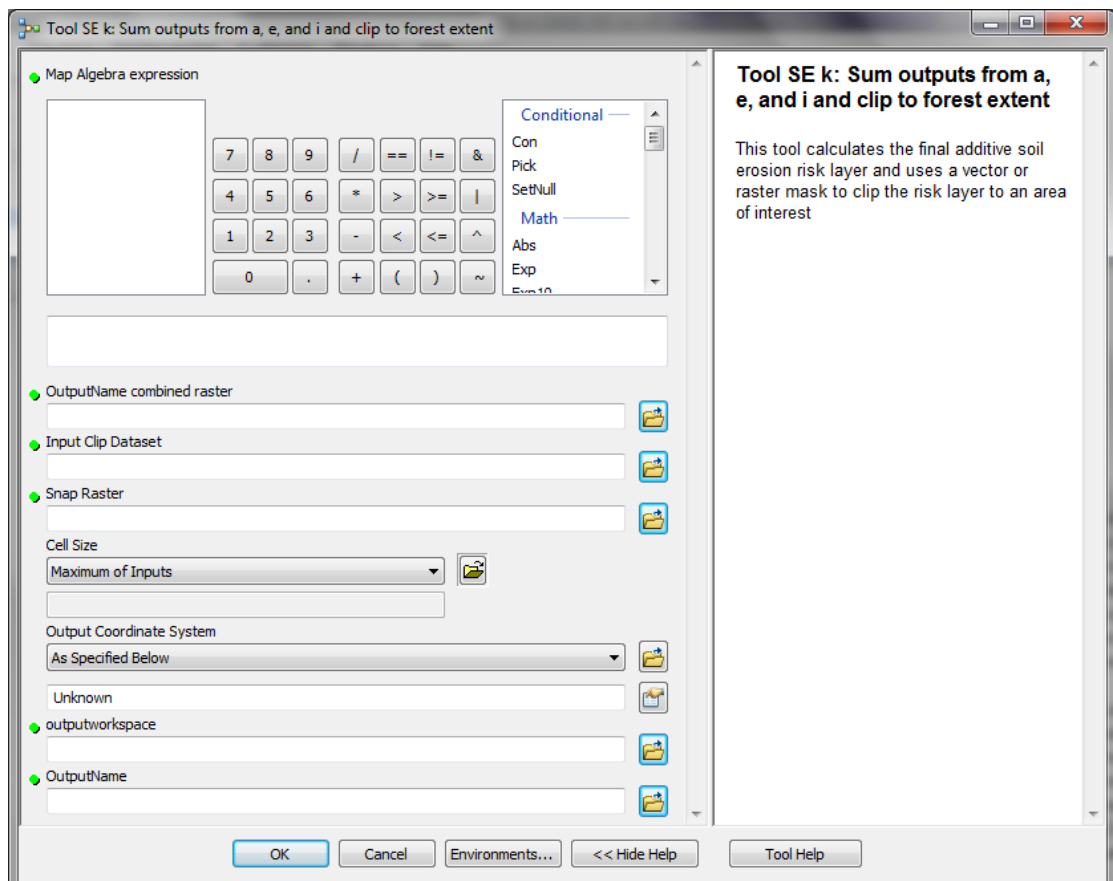 Tool SE k: Sum outputs from a, e, and i and clip to forest extent
Map Algebra expression
7 8 9 / == != &
4 5 6 * > >= |
1 2 3 - < <= ^
0 . + ( ) ~
Conditional
Con
Pick
SetNull
Math
Abs
Exp
Exp10
OutputName combined raster
Input Clip Dataset
Snap Raster
Cell Size
Maximum of Inputs
Output Coordinate System
As Specified Below
Unknown
outputworkspace
OutputName
OK
Cancel
Environments...
<< Hide Help
Tool Help
Tool SE k: Sum outputs from a,
e, and i and clip to forest extent
This tool calculates the final additive soil
erosion risk layer and uses a vector or
raster mask to clip the risk layer to an area
of interest